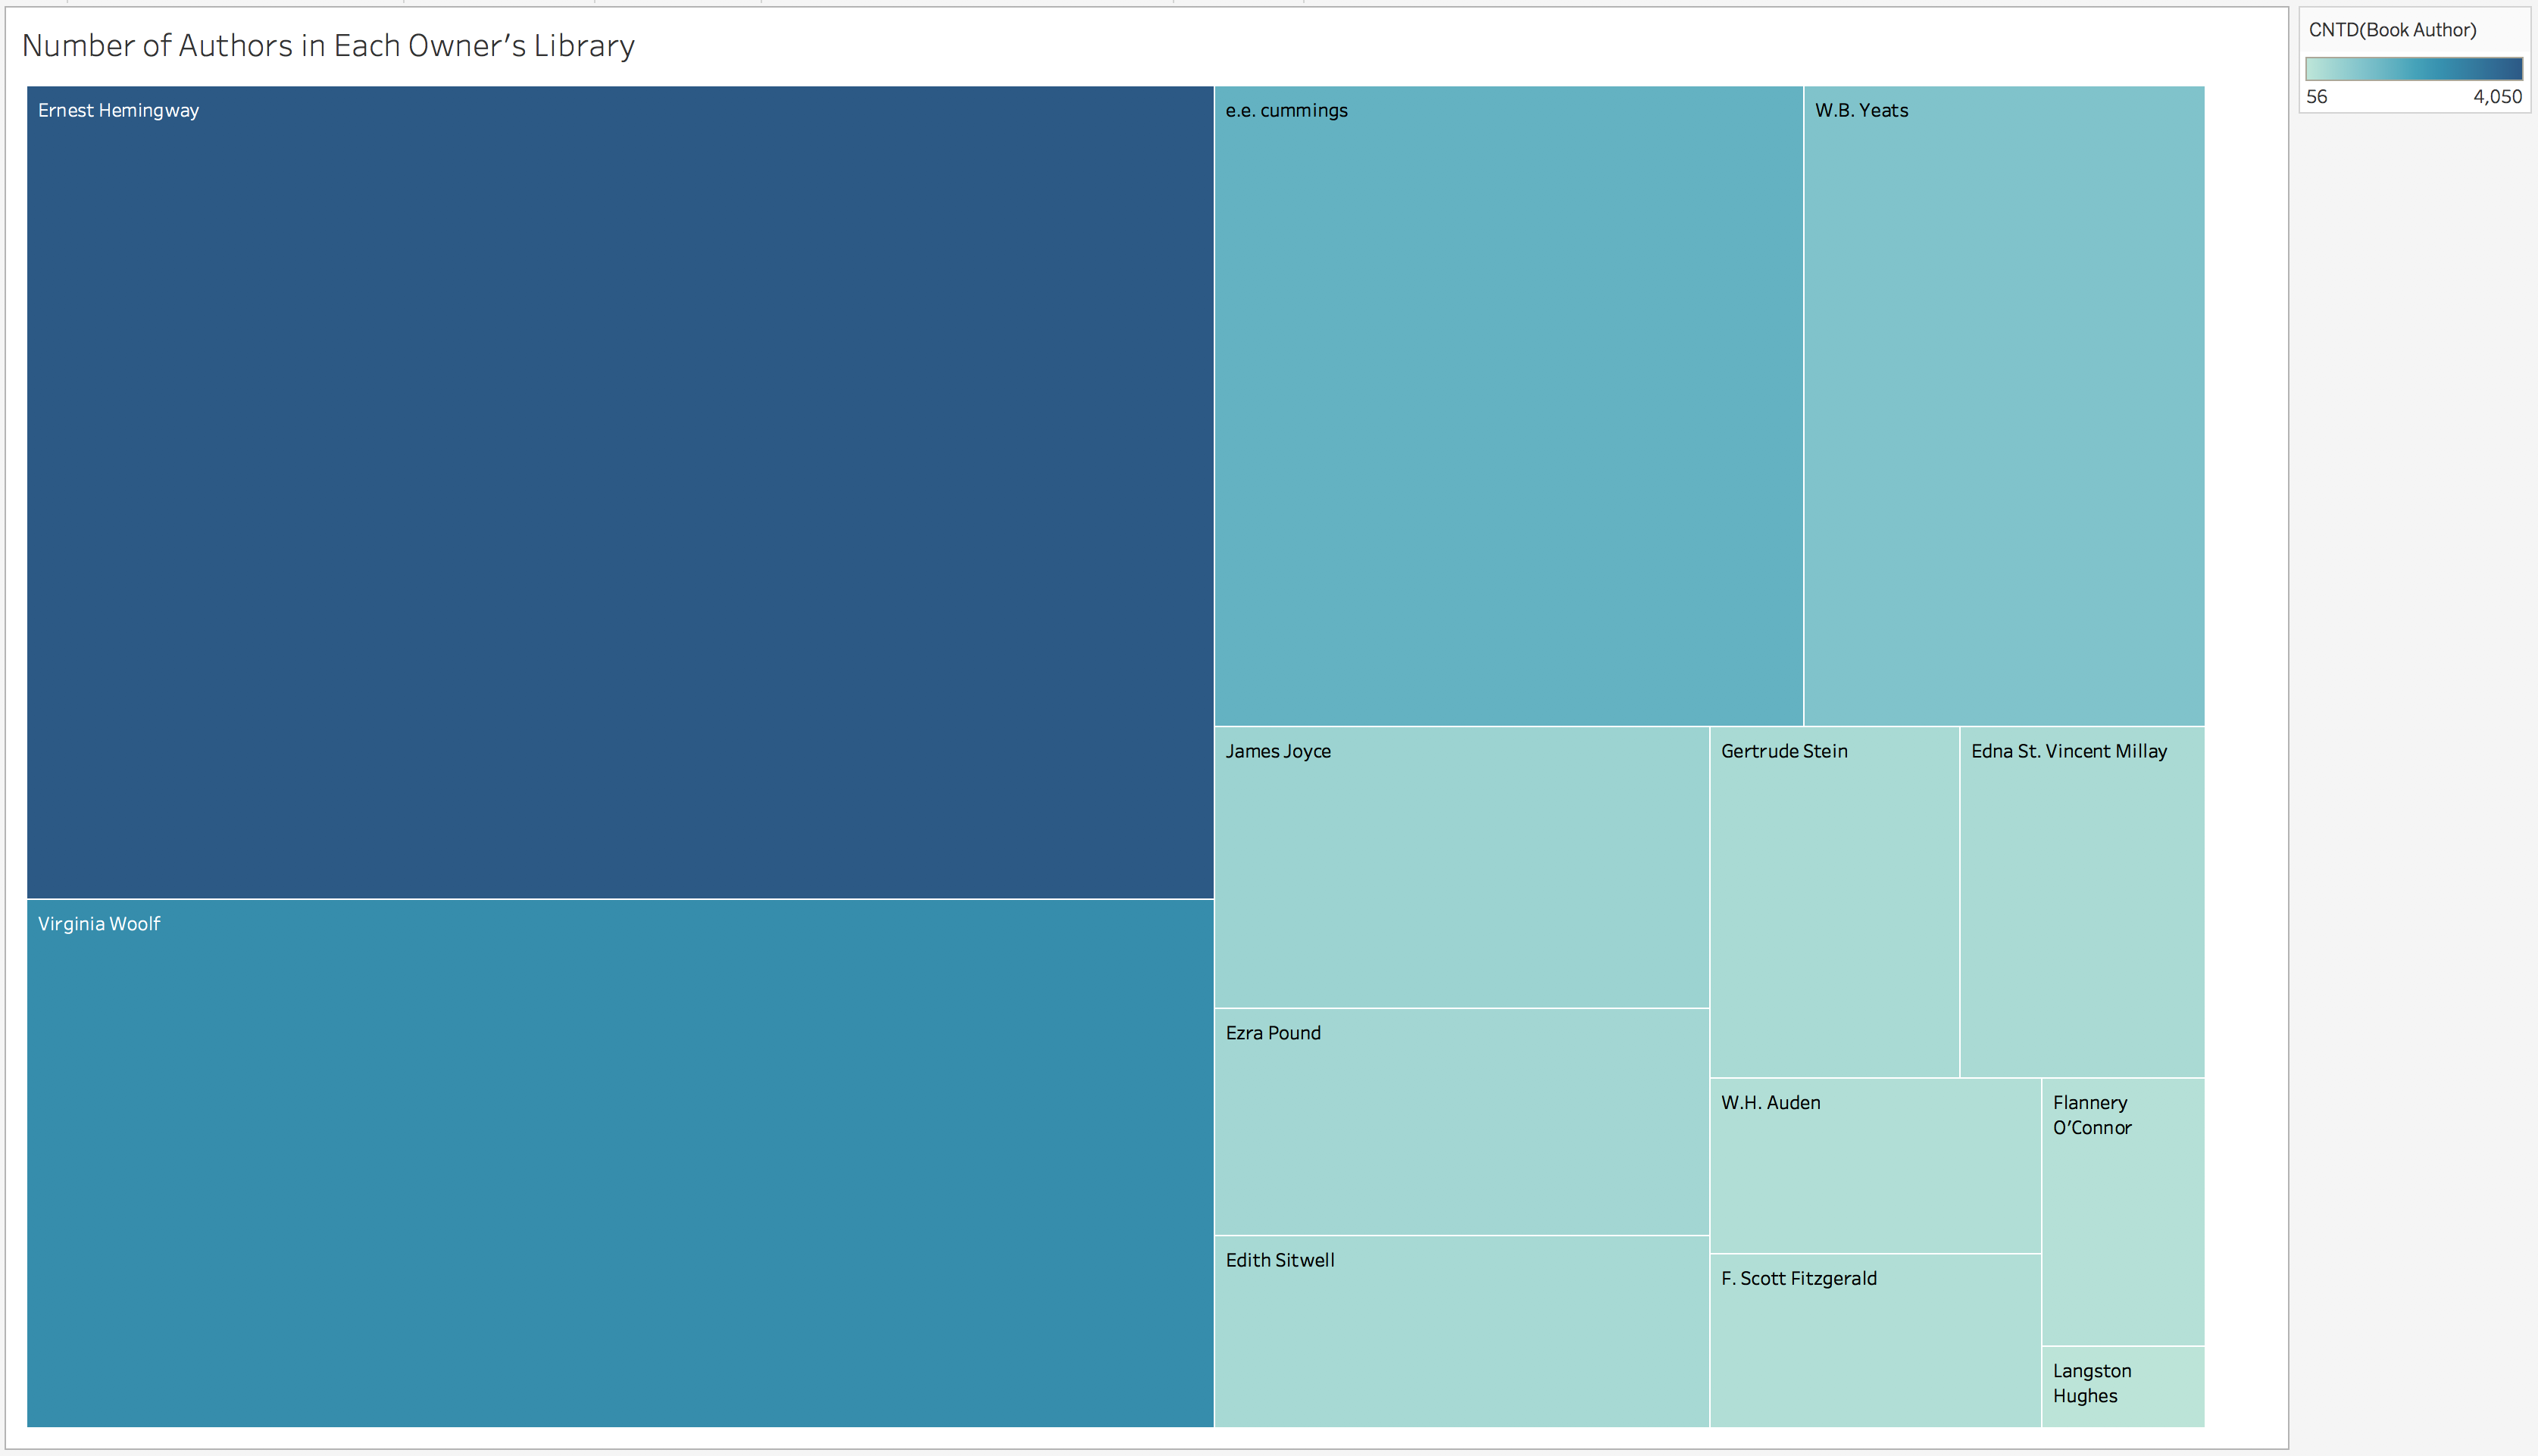 Number of Authors in Each Owner's Library
CNTD(Book Author)
56 4,050
Ernest Hemingway
e.e. cummings
W.B. Yeats
Virginia Woolf
James Joyce
Gertrude Stein
Edna St. Vincent Millay
Ezra Pound
Edith Sitwell
W.H. Auden
Flannery
O'Connor
F. Scott Fitzgerald
Langston
Hughes